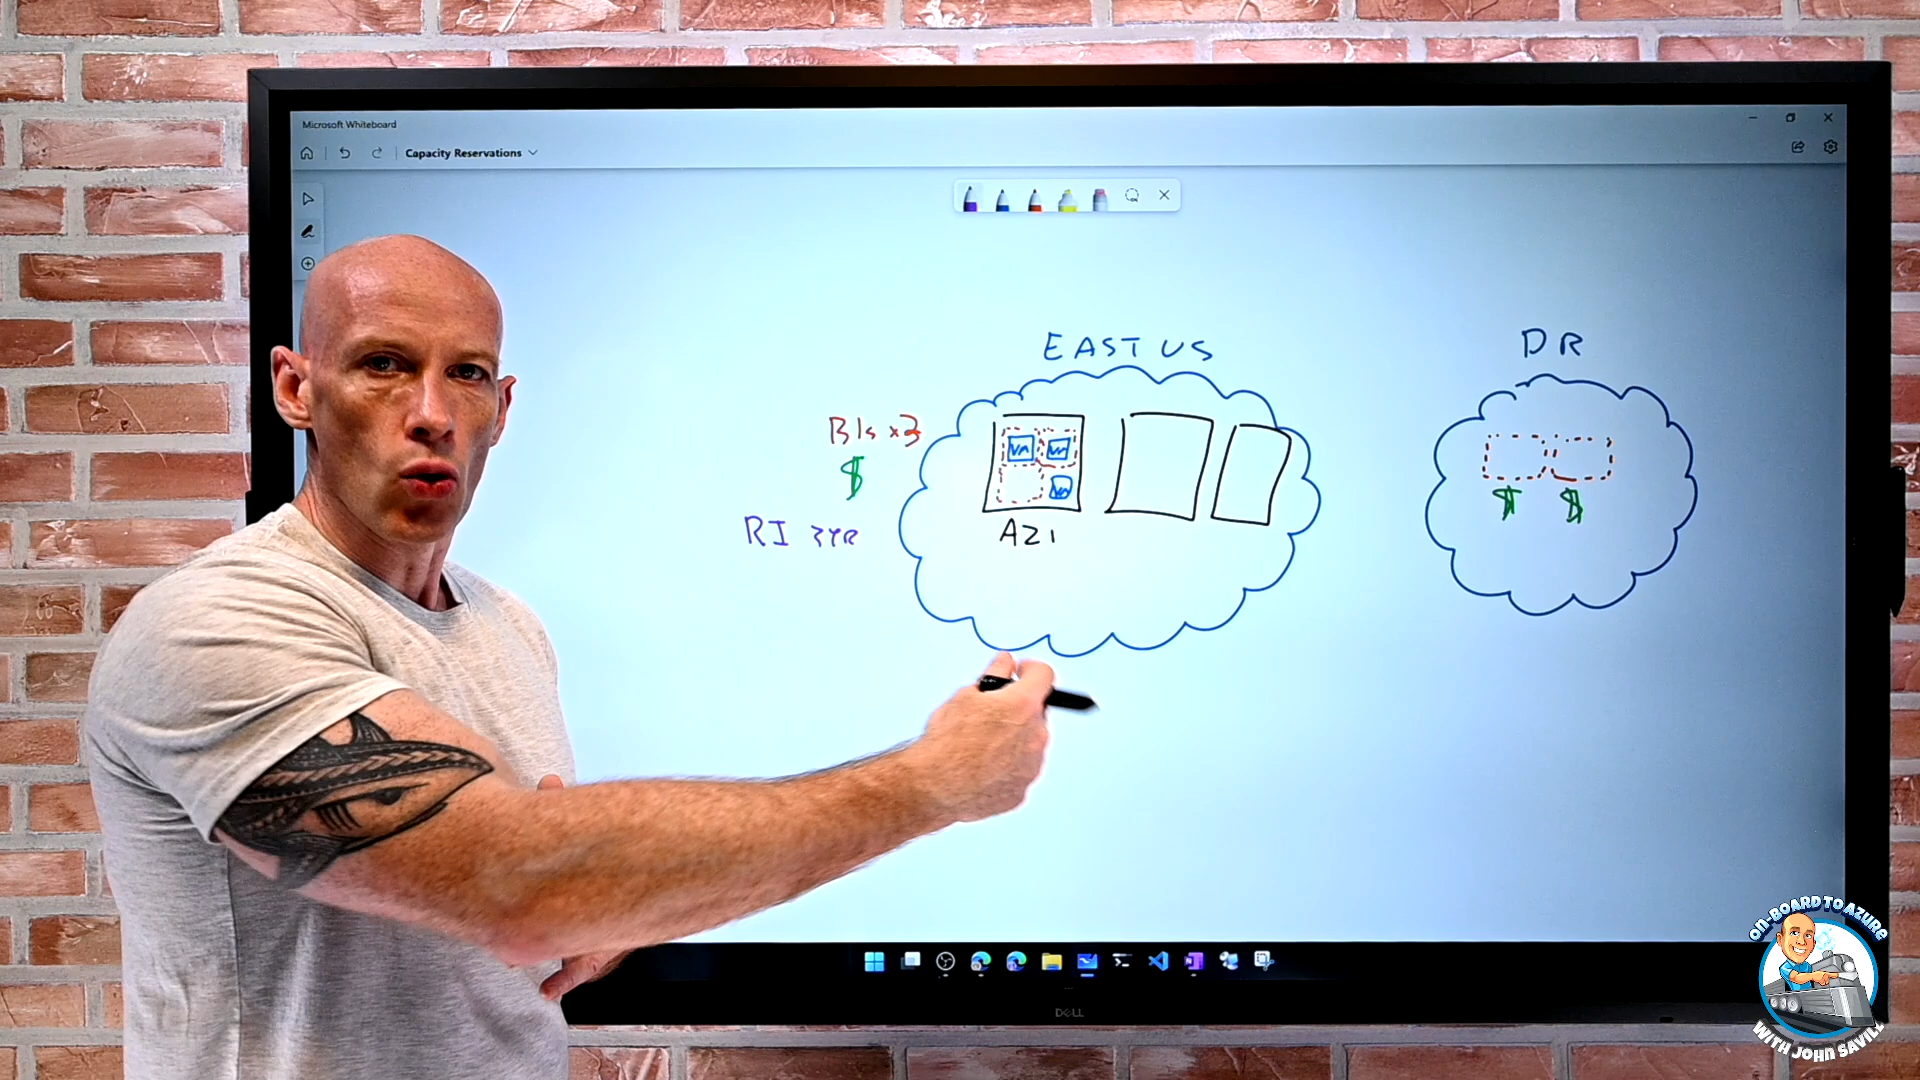 Microsoft Whiteboard
Capacity Reservations
EAST US
DR
B1s x3
$
RI 3YR
VM
VM
VM
AZ1
$ $
DELL
ON-BOARD TO AZURE
WITH JOHN SAVILL